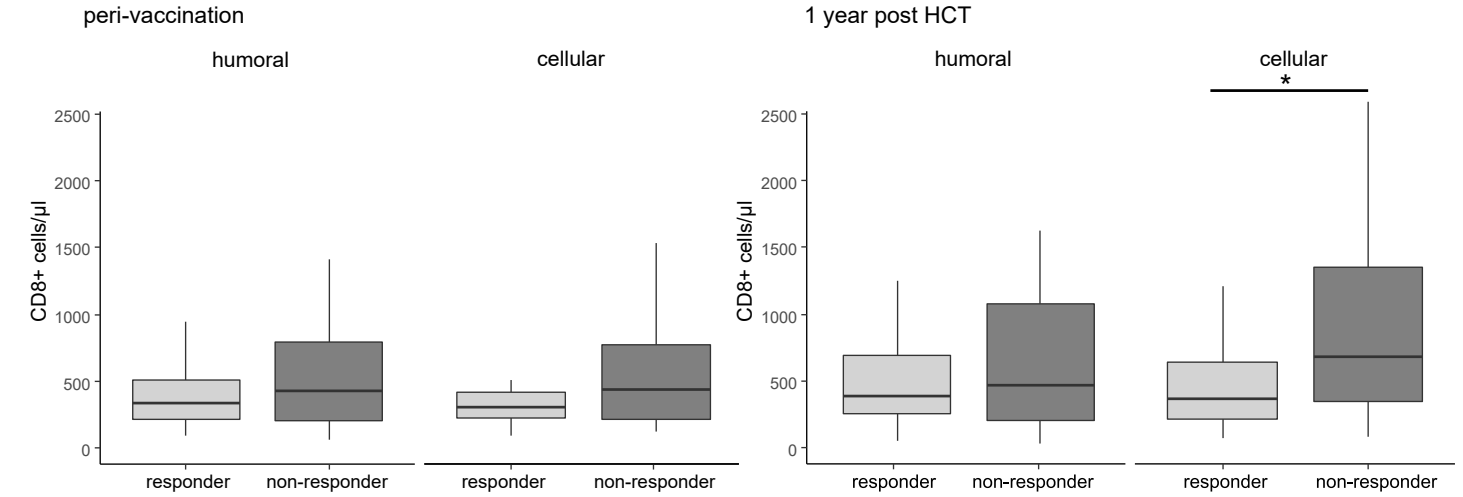 peri-vaccination
1 year post HCT
humoral
cellular
humoral
cellular
*
CD8+ cells/µl
2500
2000
1500
1000
500
0
CD8+ cells/µl
2500
2000
1500
1000
500
0
responder
non-responder
responder
non-responder
responder
non-responder
responder
non-responder